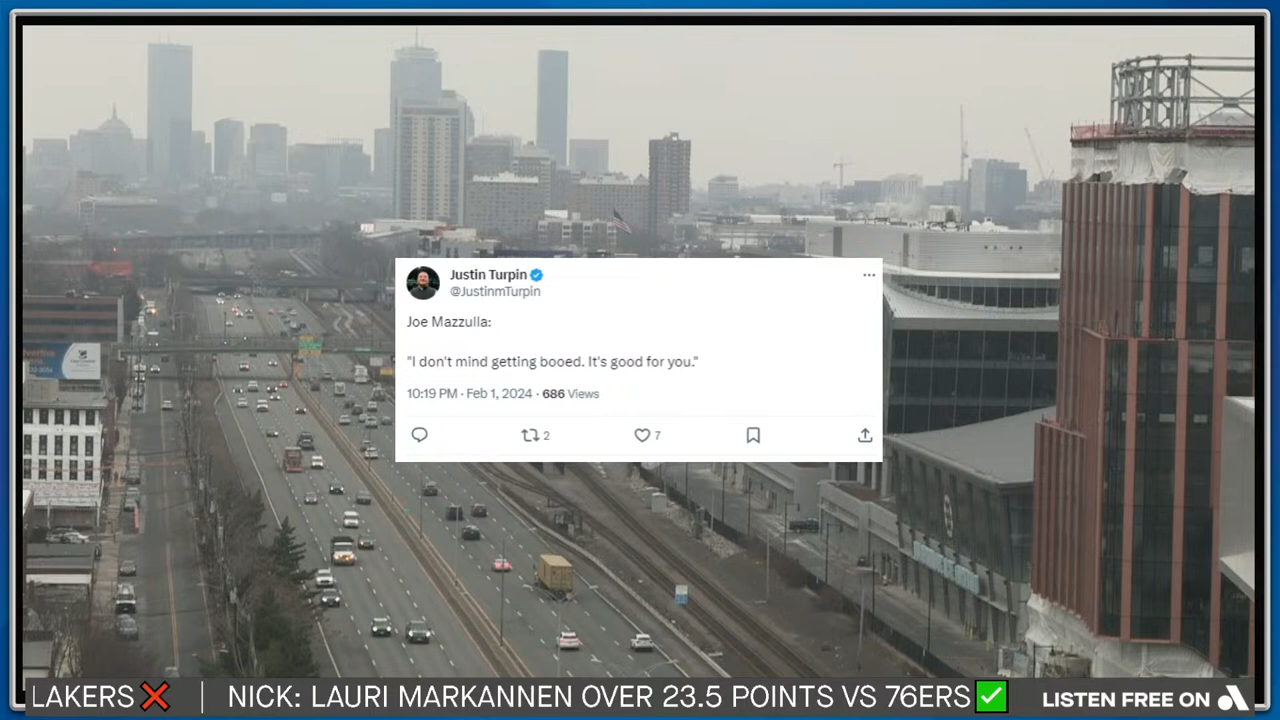 Justin Turpin
@JustinmTurpin
Joe Mazzulla:
"I don't mind getting booed. It's good for you."
10:19 PM · Feb 1, 2024 · 686 Views
2
7
LAKERS❌ | NICK: LAURI MARKANNEN OVER 23.5 POINTS VS 76ERS✅ LISTEN FREE ON